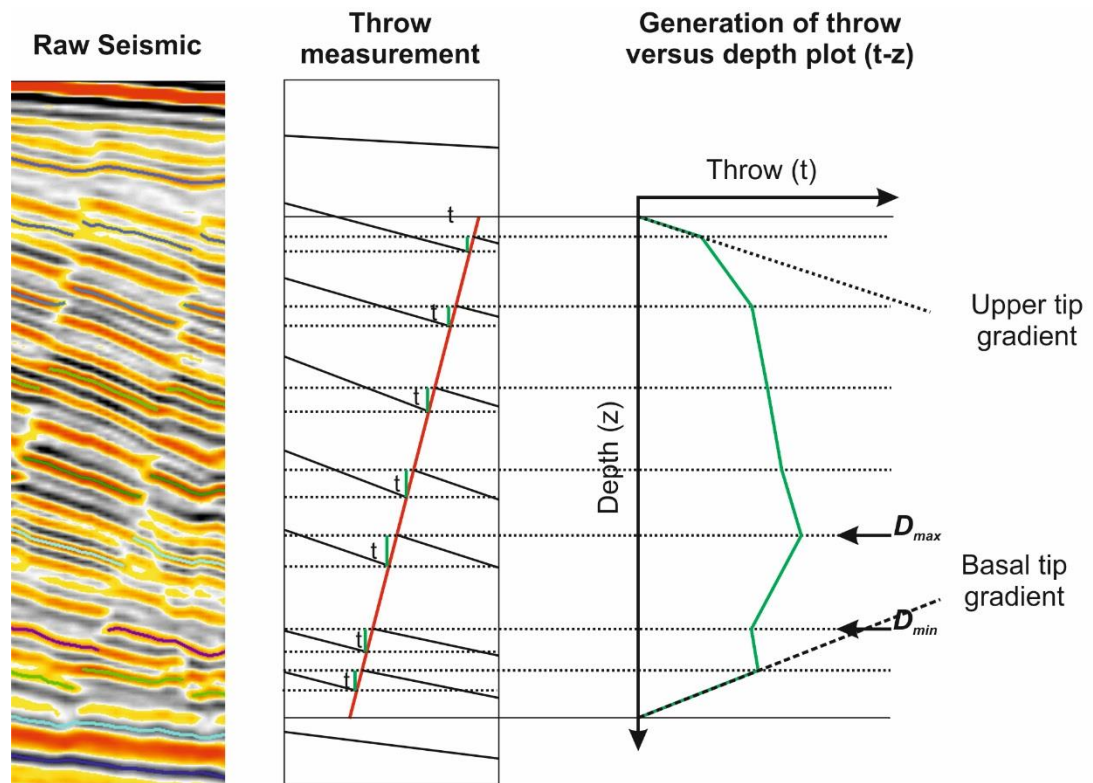 Raw Seismic
Throw
measurement
Generation of throw
versus depth plot (t-z)
t
t
t
t
t
t
t
Throw (t)
Depth (z)
Upper tip
gradient
Dmax
Basal tip
gradient
Dmin